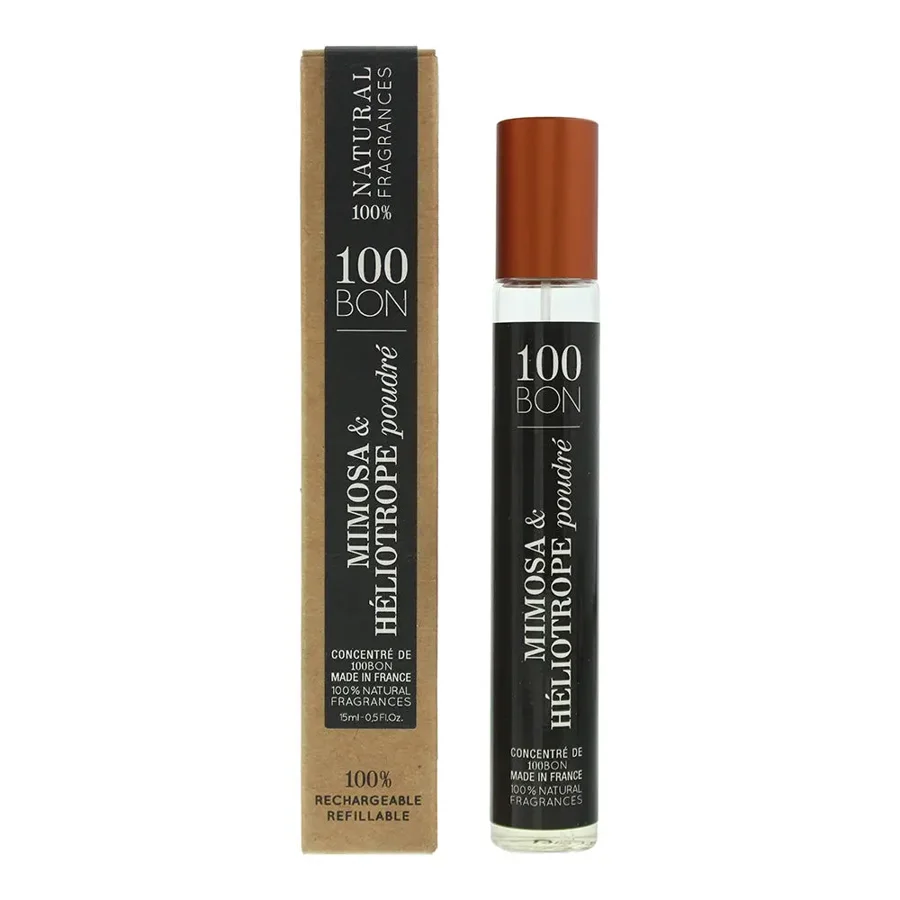 100% NATURAL
FRAGRANCES
100
BON
MIMOSA &
HÉLIOTROPE poudré
CONCENTRÉ DE
100BON
MADE IN FRANCE
100% NATURAL
FRAGRANCES
15ml-0,5Fl.Oz.
100%
RECHARGEABLE
REFILLABLE
100
BON
MIMOSA &
HÉLIOTROPE poudré
CONCENTRÉ DE
100BON
MADE IN FRANCE
100% NATURAL
FRAGRANCES